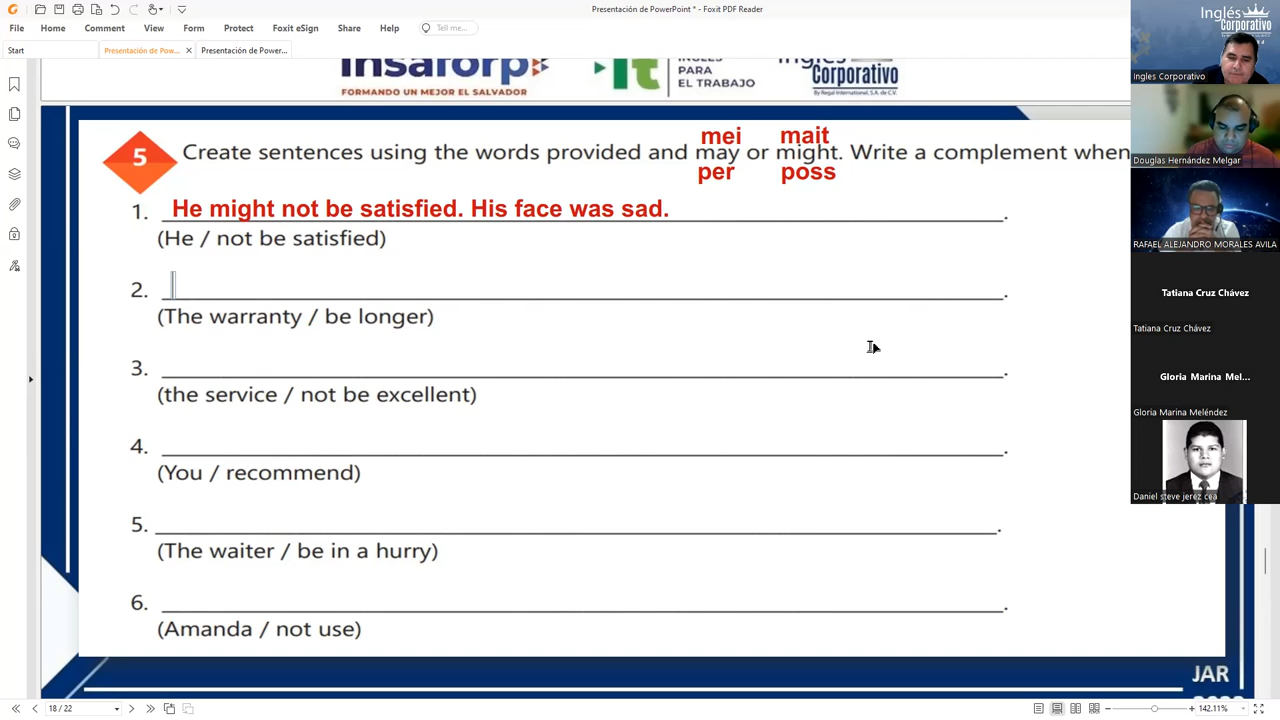 Presentación de PowerPoint * - Foxit PDF Reader
File Home Comment View Form Protect Foxit eSign Share Help Tell me...
Start Presentación de Pow... Presentación de Power...
insaforp
FORMANDO UN MEJOR EL SALVADOR
INGLÉS
PARA
EL TRABAJO
Inglés
Corporativo
By Regal International, S.A. de C.V.
Inglés
Corporativo
Ingles Corporativo
Douglas Hernández Melgar
RAFAEL ALEJANDRO MORALES AVILA
Tatiana Cruz Chávez
Tatiana Cruz Chávez
Gloria Marina Mel...
Gloria Marina Meléndez
Daniel steve jerez cea
mei mait
5 Create sentences using the words provided and may or might. Write a complement when
per poss
1. He might not be satisfied. His face was sad.
(He / not be satisfied)
2.
(The warranty / be longer)
3.
(the service / not be excellent)
4.
(You / recommend)
5.
(The waiter / be in a hurry)
6.
(Amanda / not use)
JAR
18 / 22
142.11%